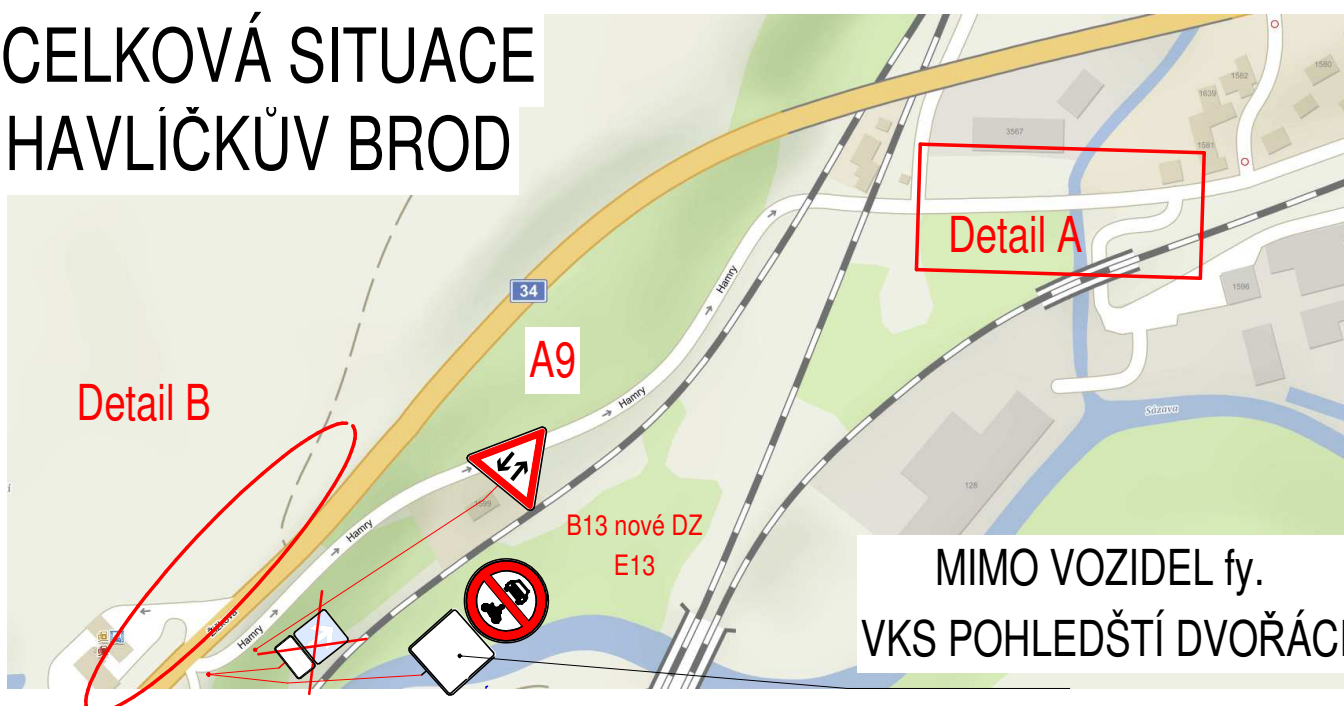 CELKOVÁ SITUACE
HAVLÍČKŮV BROD
1582
1580
1639
3567
1581
Detail A
Hamry
1596
34
A9
Hamry
Detail B
Sázava
128
1599
B13 nové DZ
E13
Hamry
MIMO VOZIDEL fy.
VKS POHLEDŠTÍ DVOŘÁCI
Žižkova
Hamry